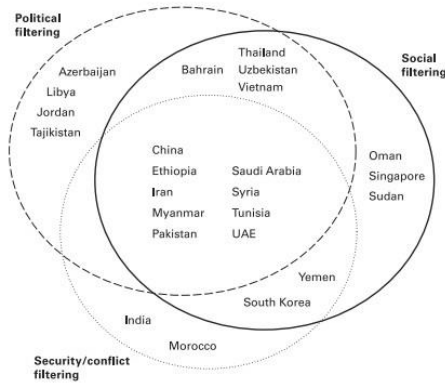 Political
filtering
Social
filtering
Azerbaijan
Libya
Jordan
Tajikistan
Bahrain
Thailand
Uzbekistan
Vietnam
China
Ethiopia
Iran
Myanmar
Pakistan
Saudi Arabia
Syria
Tunisia
UAE
Oman
Singapore
Sudan
Yemen
South Korea
India
Morocco
Security/conflict
filtering